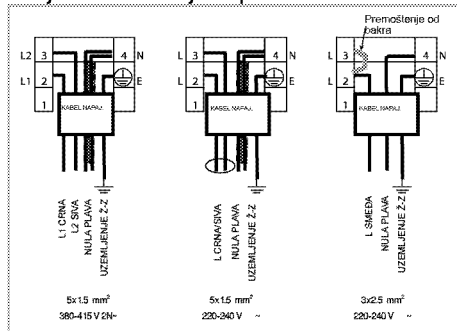 Premoštenje od
bakra
L2 3 4 N
L1 2 E
1
KABEL NAPAJ.
L1 CRNA
L2 SIVA
NULA PLAVA
UZEMLJENJE Ž-Z
5x1.5 mm²
380-415 V 2N~
L 3 4 N
L 2 E
1
KABEL NAPAJ.
L CRNA/SIVA
NULA PLAVA
UZEMLJENJE Ž-Z
5x1.5 mm²
220-240 V ~
L 3 4 N
L 2 E
1
KABEL NAPAJ.
L SMEĐA
NULA PLAVA
UZEMLJENJE Ž-Z
3x2.5 mm²
220-240 V ~